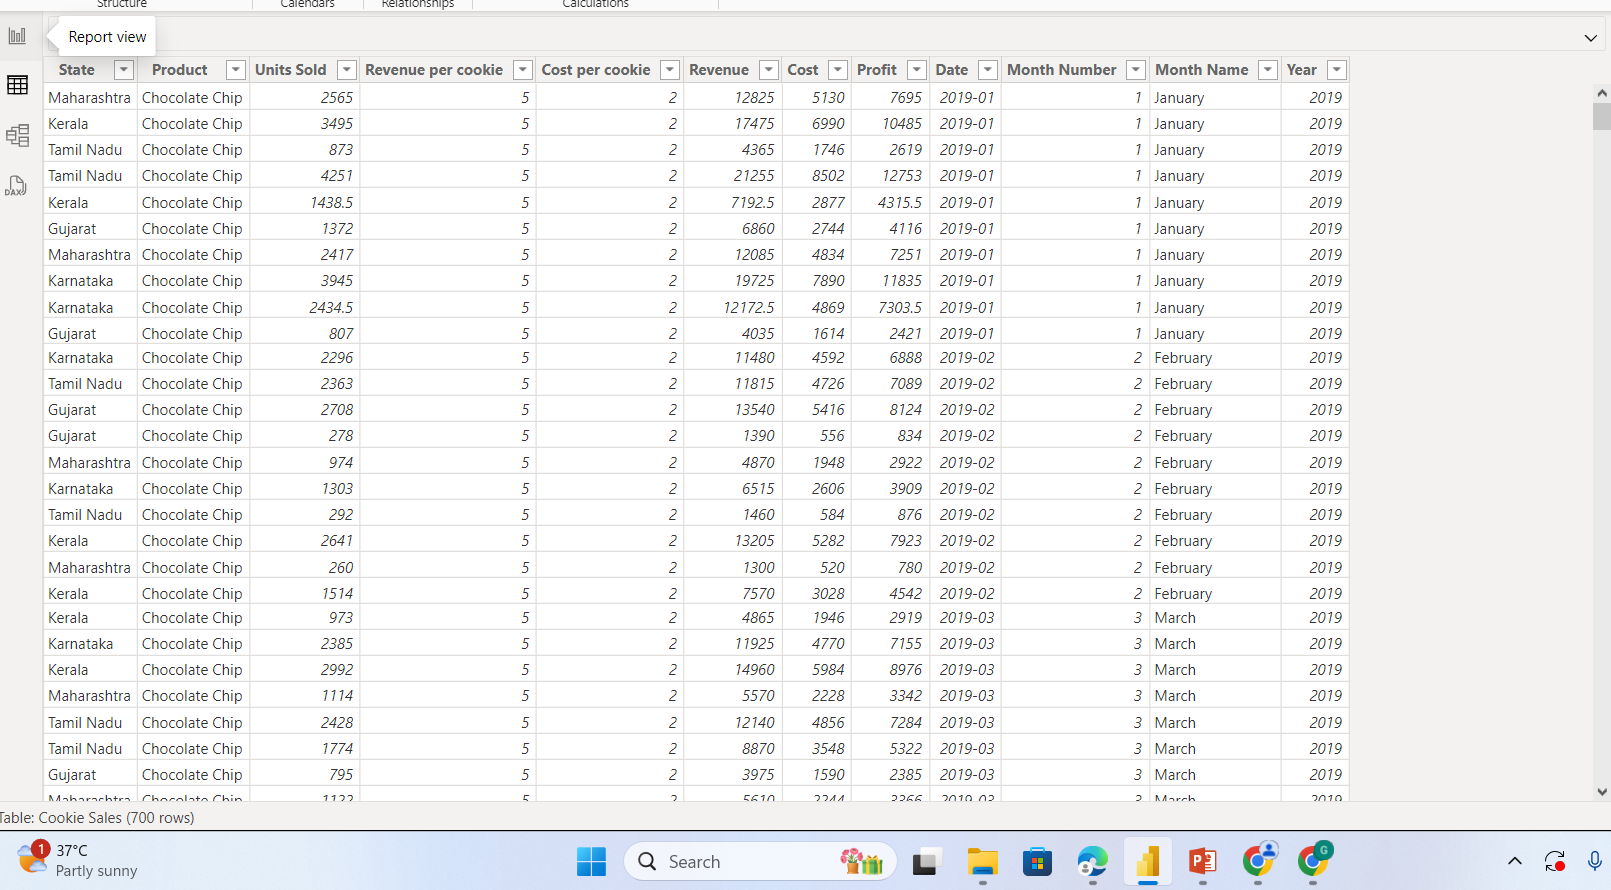 Structure Calendars Relationships Calculations
Report view
State Product Units Sold Revenue per cookie Cost per cookie Revenue Cost Profit Date Month Number Month Name Year
Maharashtra Chocolate Chip 2565 5 2 12825 5130 7695 2019-01 1 January 2019
Kerala Chocolate Chip 3495 5 2 17475 6990 10485 2019-01 1 January 2019
Tamil Nadu Chocolate Chip 873 5 2 4365 1746 2619 2019-01 1 January 2019
Tamil Nadu Chocolate Chip 4251 5 2 21255 8502 12753 2019-01 1 January 2019
Kerala Chocolate Chip 1438.5 5 2 7192.5 2877 4315.5 2019-01 1 January 2019
Gujarat Chocolate Chip 1372 5 2 6860 2744 4116 2019-01 1 January 2019
Maharashtra Chocolate Chip 2417 5 2 12085 4834 7251 2019-01 1 January 2019
Karnataka Chocolate Chip 3945 5 2 19725 7890 11835 2019-01 1 January 2019
Karnataka Chocolate Chip 2434.5 5 2 12172.5 4869 7303.5 2019-01 1 January 2019
Gujarat Chocolate Chip 807 5 2 4035 1614 2421 2019-01 1 January 2019
Karnataka Chocolate Chip 2296 5 2 11480 4592 6888 2019-02 2 February 2019
Tamil Nadu Chocolate Chip 2363 5 2 11815 4726 7089 2019-02 2 February 2019
Gujarat Chocolate Chip 2708 5 2 13540 5416 8124 2019-02 2 February 2019
Gujarat Chocolate Chip 278 5 2 1390 556 834 2019-02 2 February 2019
Maharashtra Chocolate Chip 974 5 2 4870 1948 2922 2019-02 2 February 2019
Karnataka Chocolate Chip 1303 5 2 6515 2606 3909 2019-02 2 February 2019
Tamil Nadu Chocolate Chip 292 5 2 1460 584 876 2019-02 2 February 2019
Kerala Chocolate Chip 2641 5 2 13205 5282 7923 2019-02 2 February 2019
Maharashtra Chocolate Chip 260 5 2 1300 520 780 2019-02 2 February 2019
Kerala Chocolate Chip 1514 5 2 7570 3028 4542 2019-02 2 February 2019
Kerala Chocolate Chip 973 5 2 4865 1946 2919 2019-03 3 March 2019
Karnataka Chocolate Chip 2385 5 2 11925 4770 7155 2019-03 3 March 2019
Kerala Chocolate Chip 2992 5 2 14960 5984 8976 2019-03 3 March 2019
Maharashtra Chocolate Chip 1114 5 2 5570 2228 3342 2019-03 3 March 2019
Tamil Nadu Chocolate Chip 2428 5 2 12140 4856 7284 2019-03 3 March 2019
Tamil Nadu Chocolate Chip 1774 5 2 8870 3548 5322 2019-03 3 March 2019
Gujarat Chocolate Chip 795 5 2 3975 1590 2385 2019-03 3 March 2019
Maharashtra Chocolate Chip 1122 5 2 5610 2244 3366 2019-03 3 March 2019
DAX
Table: Cookie Sales (700 rows)
1
37°C
Partly sunny
Search
P
G